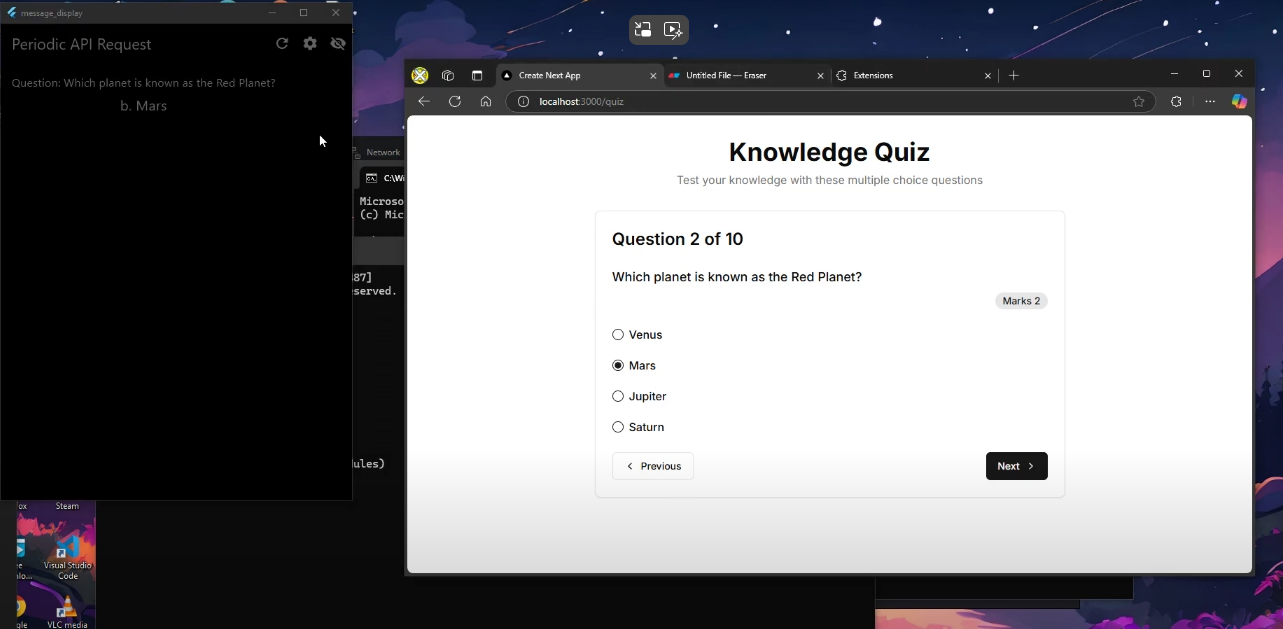 message_display
Periodic API Request
Question: Which planet is known as the Red Planet?
b. Mars
Network
Microso
(c) Mic
87]
served.
ules)
Steam
Visual Studio
Code
VLC media
Create Next App
Untitled File — Eraser
Extensions
localhost:3000/quiz
Knowledge Quiz
Test your knowledge with these multiple choice questions
Question 2 of 10
Which planet is known as the Red Planet?
Marks 2
Venus
Mars
Jupiter
Saturn
Previous
Next